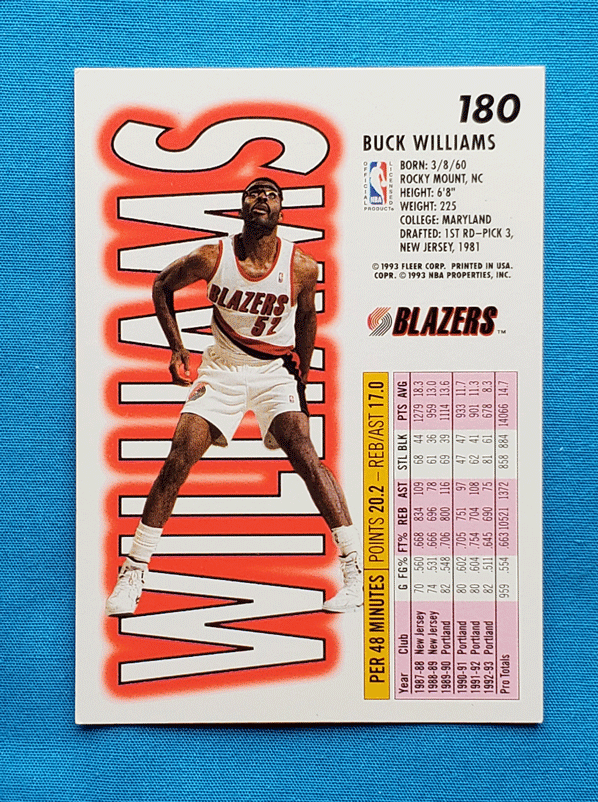 180
BUCK WILLIAMS
BORN: 3/8/60
ROCKY MOUNT, NC
HEIGHT: 6'8"
WEIGHT: 225
COLLEGE: MARYLAND
DRAFTED: 1ST RD–PICK 3,
NEW JERSEY, 1981
OFFICIAL LICENSED
NBA
PRODUCT
© 1993 FLEER CORP. PRINTED IN USA.
COPR. © 1993 NBA PROPERTIES, INC.
BLAZERS™
WILLIAMS
BLAZERS
52
PER 48 MINUTES POINTS 20.2 – REB/AST 17.0
Year Club G FG% FT% REB AST STL BLK PTS AVG
1987-88 New Jersey 70 .560 .668 834 109 68 44 1279 18.3
1988-89 New Jersey 74 .531 .666 696 78 61 36 959 13.0
1989-90 Portland 82 .548 .706 800 116 69 39 1114 13.6
1990-91 Portland 80 .602 .705 751 97 47 47 933 11.7
1991-92 Portland 80 .604 .754 704 108 62 41 901 11.3
1992-93 Portland 82 .511 .645 690 75 81 61 678 8.3
Pro Totals 959 .554 .663 10521 1372 858 884 14066 14.7